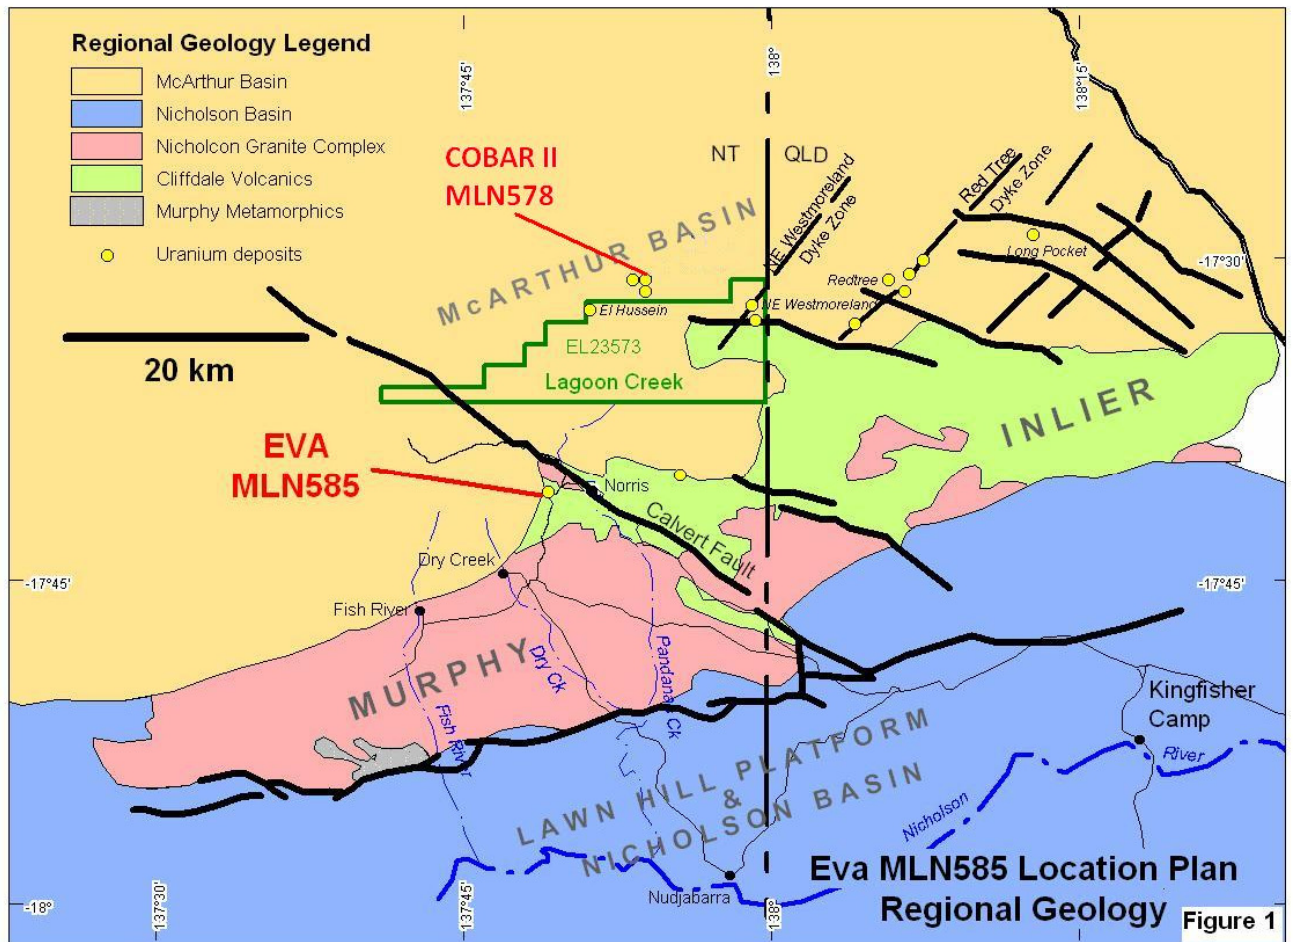 Regional Geology Legend
McArthur Basin
Nicholson Basin
Nicholcon Granite Complex
Cliffdale Volcanics
Murphy Metamorphics
Uranium deposits
137°45'
138°
138°15'
COBAR II
MLN578
NT
QLD
NE Westmoreland
Dyke Zone
Red Tree
Dyke Zone
McARTHUR BASIN
-17°30'
Long Pocket
Redtree
NE Westmoreland
El Hussein
EL23573
Lagoon Creek
20 km
INLIER
EVA
MLN585
Norris
Calvert Fault
Dry Creek
-17°45'
-17°45'
Fish River
MURPHY
Dry Ck
Pandanas Ck
Fish River
Kingfisher
Camp
River
Nicholson
LAWN HILL PLATFORM
&
NICHOLSON BASIN
Eva MLN585 Location Plan
Regional Geology
Nudjabarra
-18°
137°30'
137°45'
138°
Figure 1